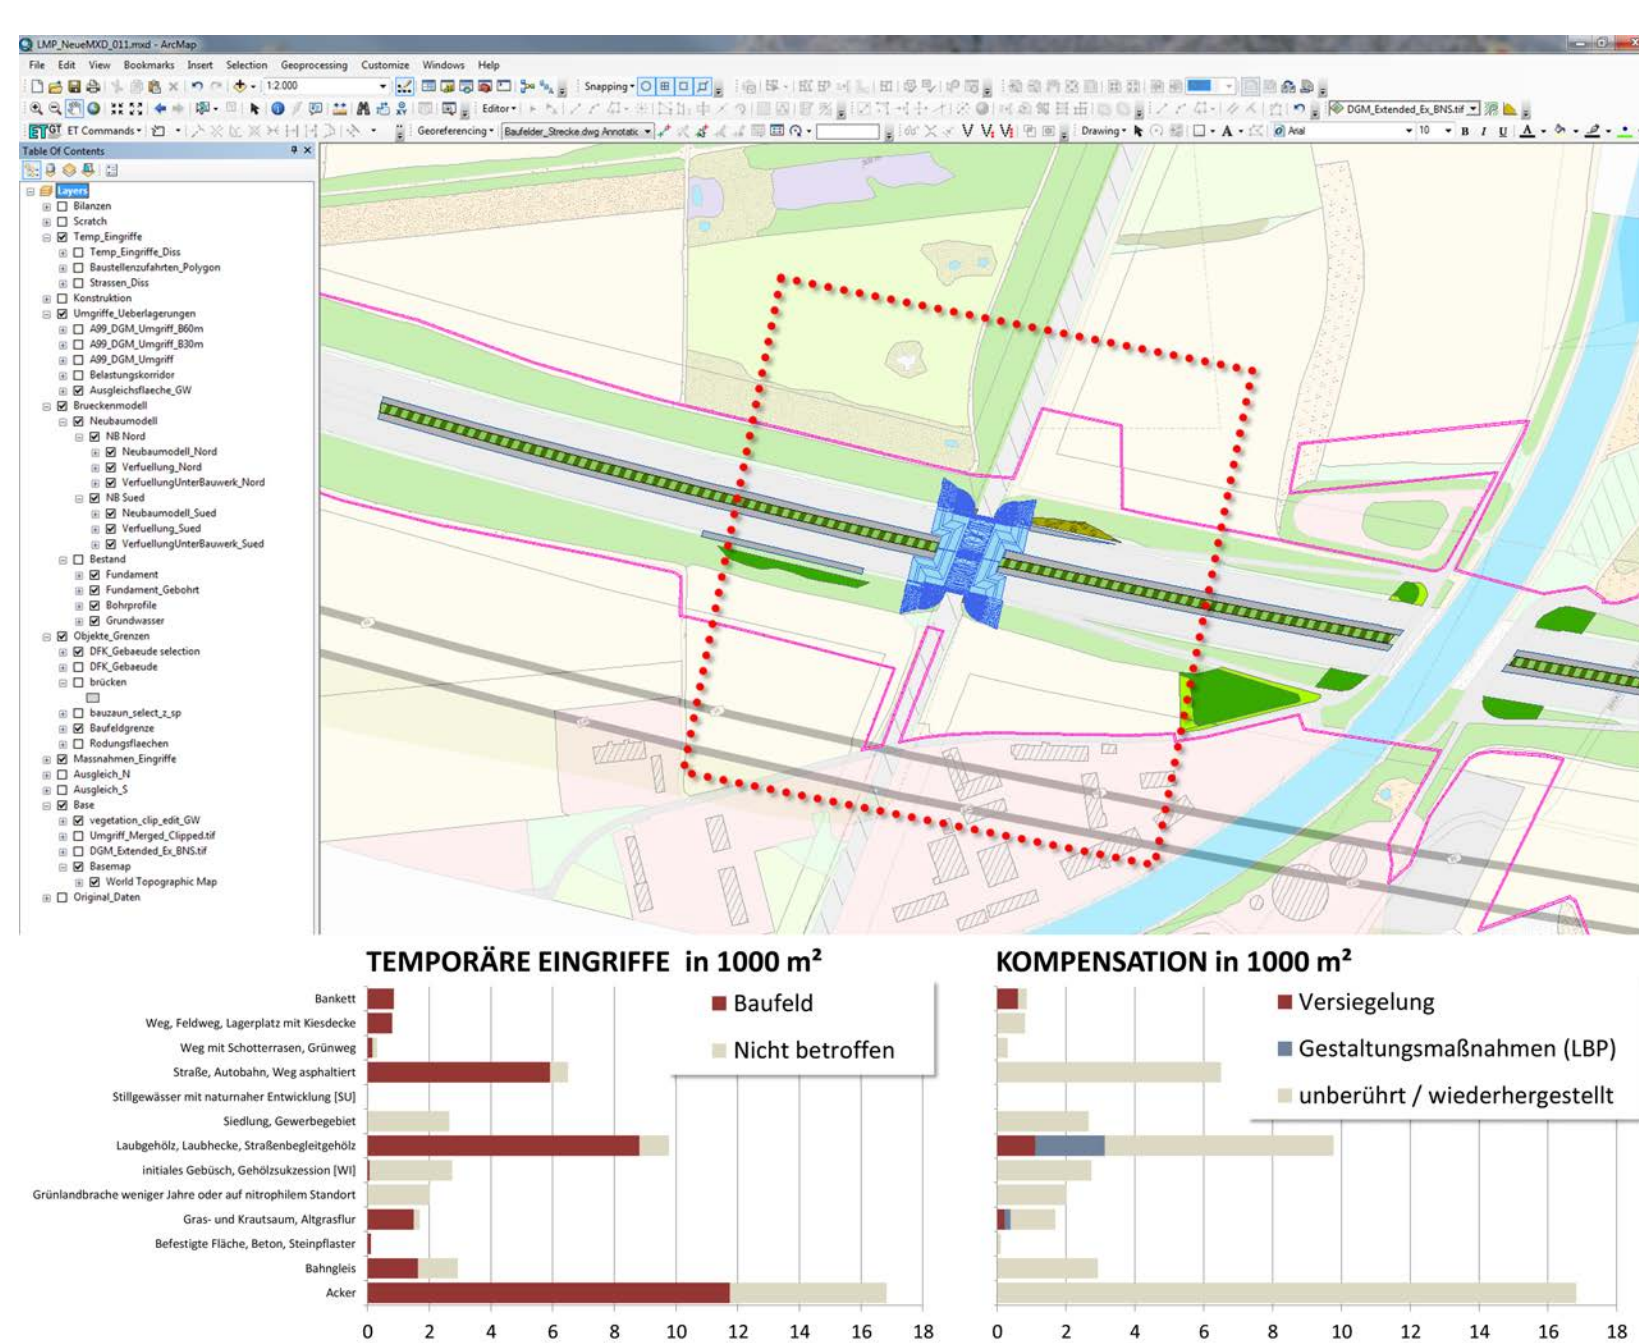 LMP_NeueMXD_011.mxd - ArcMap
File Edit View Bookmarks Insert Selection Geoprocessing Customize Windows Help
1:2.000 Snapping
Editor DGM_Extended_Ex_BNS.tif
ET GT ET Commands Georeferencing Baufelder_Strecke.dwg Annotatic Drawing Arial 10 B I U A
Table Of Contents
Layers
Bilanzen
Scratch
Temp_Eingriffe
Temp_Eingriffe_Diss
Baustellenzufahrten_Polygon
Strassen_Diss
Konstruktion
Umgriffe_Ueberlagerungen
A99_DGM_Umgriff_B60m
A99_DGM_Umgriff_B30m
A99_DGM_Umgriff
Belastungskorridor
Ausgleichsflaeche_GW
Brueckenmodell
Neubaumodell
NB Nord
Neubaumodell_Nord
Verfuellung_Nord
VerfuellungUnterBauwerk_Nord
NB Sued
Neubaumodell_Sued
Verfuellung_Sued
VerfuellungUnterBauwerk_Sued
Bestand
Fundament
Fundament_Gebohrt
Bohrprofile
Grundwasser
Objekte_Grenzen
DFK_Gebaeude selection
DFK_Gebaeude
brücken
bauzaun_select_z_sp
Baufeldgrenze
Rodungsflaechen
Massnahmen_Eingriffe
Ausgleich_N
Ausgleich_S
Base
vegetation_clip_edit_GW
Umgriff_Merged_Clipped.tif
DGM_Extended_Ex_BNS.tif
Basemap
World Topographic Map
Original_Daten
TEMPORÄRE EINGRIFFE in 1000 m²
Baufeld
Nicht betroffen
Bankett
Weg, Feldweg, Lagerplatz mit Kiesdecke
Weg mit Schotterrasen, Grünweg
Straße, Autobahn, Weg asphaltiert
Stillgewässer mit naturnaher Entwicklung [SU]
Siedlung, Gewerbegebiet
Laubgehölz, Laubhecke, Straßenbegleitgehölz
initiales Gebüsch, Gehölzsukzession [WI]
Grünlandbrache weniger Jahre oder auf nitrophilem Standort
Gras- und Krautsaum, Altgrasflur
Befestigte Fläche, Beton, Steinpflaster
Bahngleis
Acker
0 2 4 6 8 10 12 14 16 18
KOMPENSATION in 1000 m²
Versiegelung
Gestaltungsmaßnahmen (LBP)
unberührt / wiederhergestellt
0 2 4 6 8 10 12 14 16 18